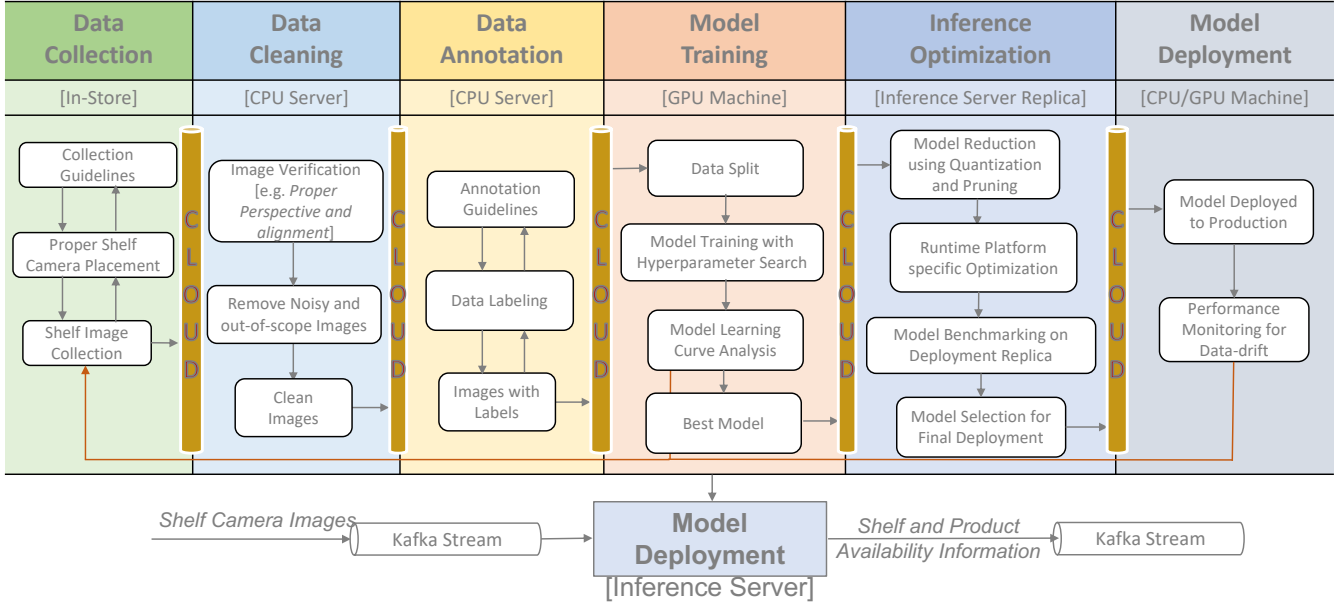 Data
Collection
Data
Cleaning
Data
Annotation
Model
Training
Inference
Optimization
Model
Deployment
[In-Store]
[CPU Server]
[CPU Server]
[GPU Machine]
[Inference Server Replica]
[CPU/GPU Machine]
Collection
Guidelines
Proper Shelf
Camera Placement
Shelf Image
Collection
CLOUD
Image Verification
[e.g. Proper
Perspective and
alignment]
Remove Noisy and
out-of-scope Images
Clean
Images
CLOUD
Annotation
Guidelines
Data Labeling
Images with
Labels
CLOUD
Data Split
Model Training with
Hyperparameter Search
Model Learning
Curve Analysis
Best Model
CLOUD
Model Reduction
using Quantization
and Pruning
Runtime Platform
specific Optimization
Model Benchmarking on
Deployment Replica
Model Selection for
Final Deployment
CLOUD
Model Deployed
to Production
Performance
Monitoring for
Data-drift
Shelf Camera Images
Kafka Stream
Model
Deployment
[Inference Server]
Shelf and Product
Availability Information
Kafka Stream